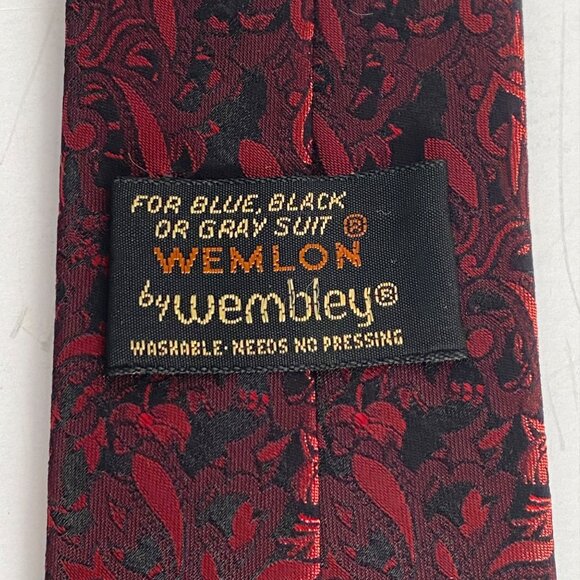 FOR BLUE, BLACK
OR GRAY SUIT
WEMLON®
by wembley®
WASHABLE·NEEDS NO PRESSING